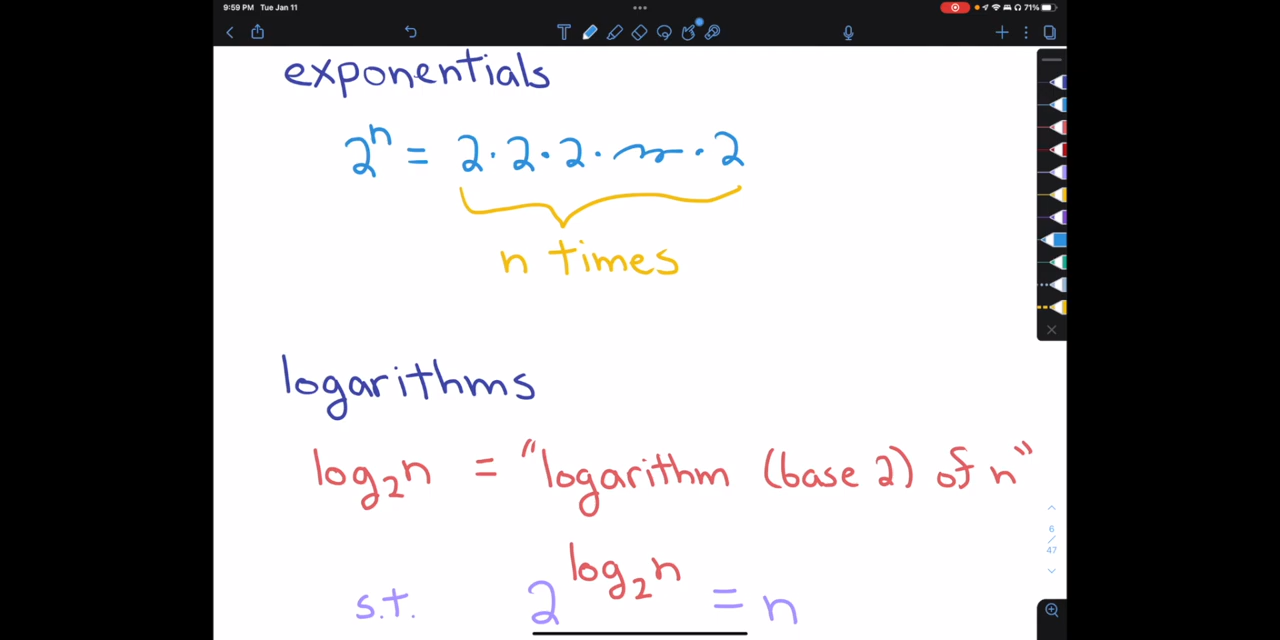 9:59 PM Tue Jan 11
71%
exponentials
2ⁿ = 2 · 2 · 2 · ⁓ · 2
n times
logarithms
log₂n = "logarithm (base 2) of n"
s.t. 2^(log₂n) = n
6
/
47